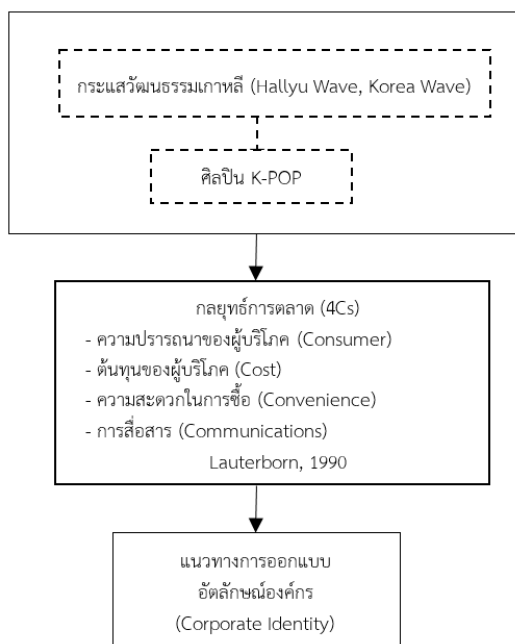 กระแสวัฒนธรรมเกาหลี (Hallyu Wave, Korea Wave)
ศิลปิน K-POP
กลยุทธ์การตลาด (4Cs)
- ความปรารถนาของผู้บริโภค (Consumer)
- ต้นทุนของผู้บริโภค (Cost)
- ความสะดวกในการซื้อ (Convenience)
- การสื่อสาร (Communications)
Lauterborn, 1990
แนวทางการออกแบบ
อัตลักษณ์องค์กร
(Corporate Identity)